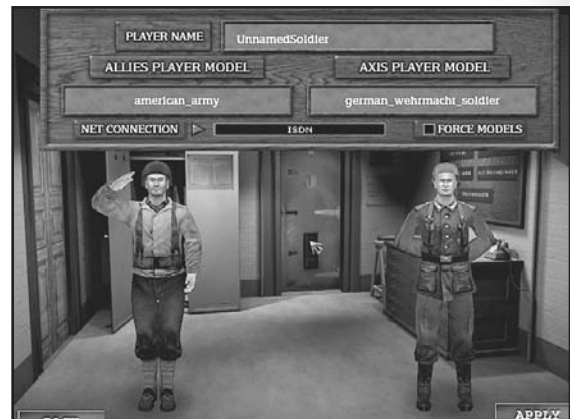 PLAYER NAME UnnamedSoldier
ALLIES PLAYER MODEL AXIS PLAYER MODEL
american_army german_wehrmacht_soldier
NET CONNECTION ISDN FORCE MODELS
APPLY